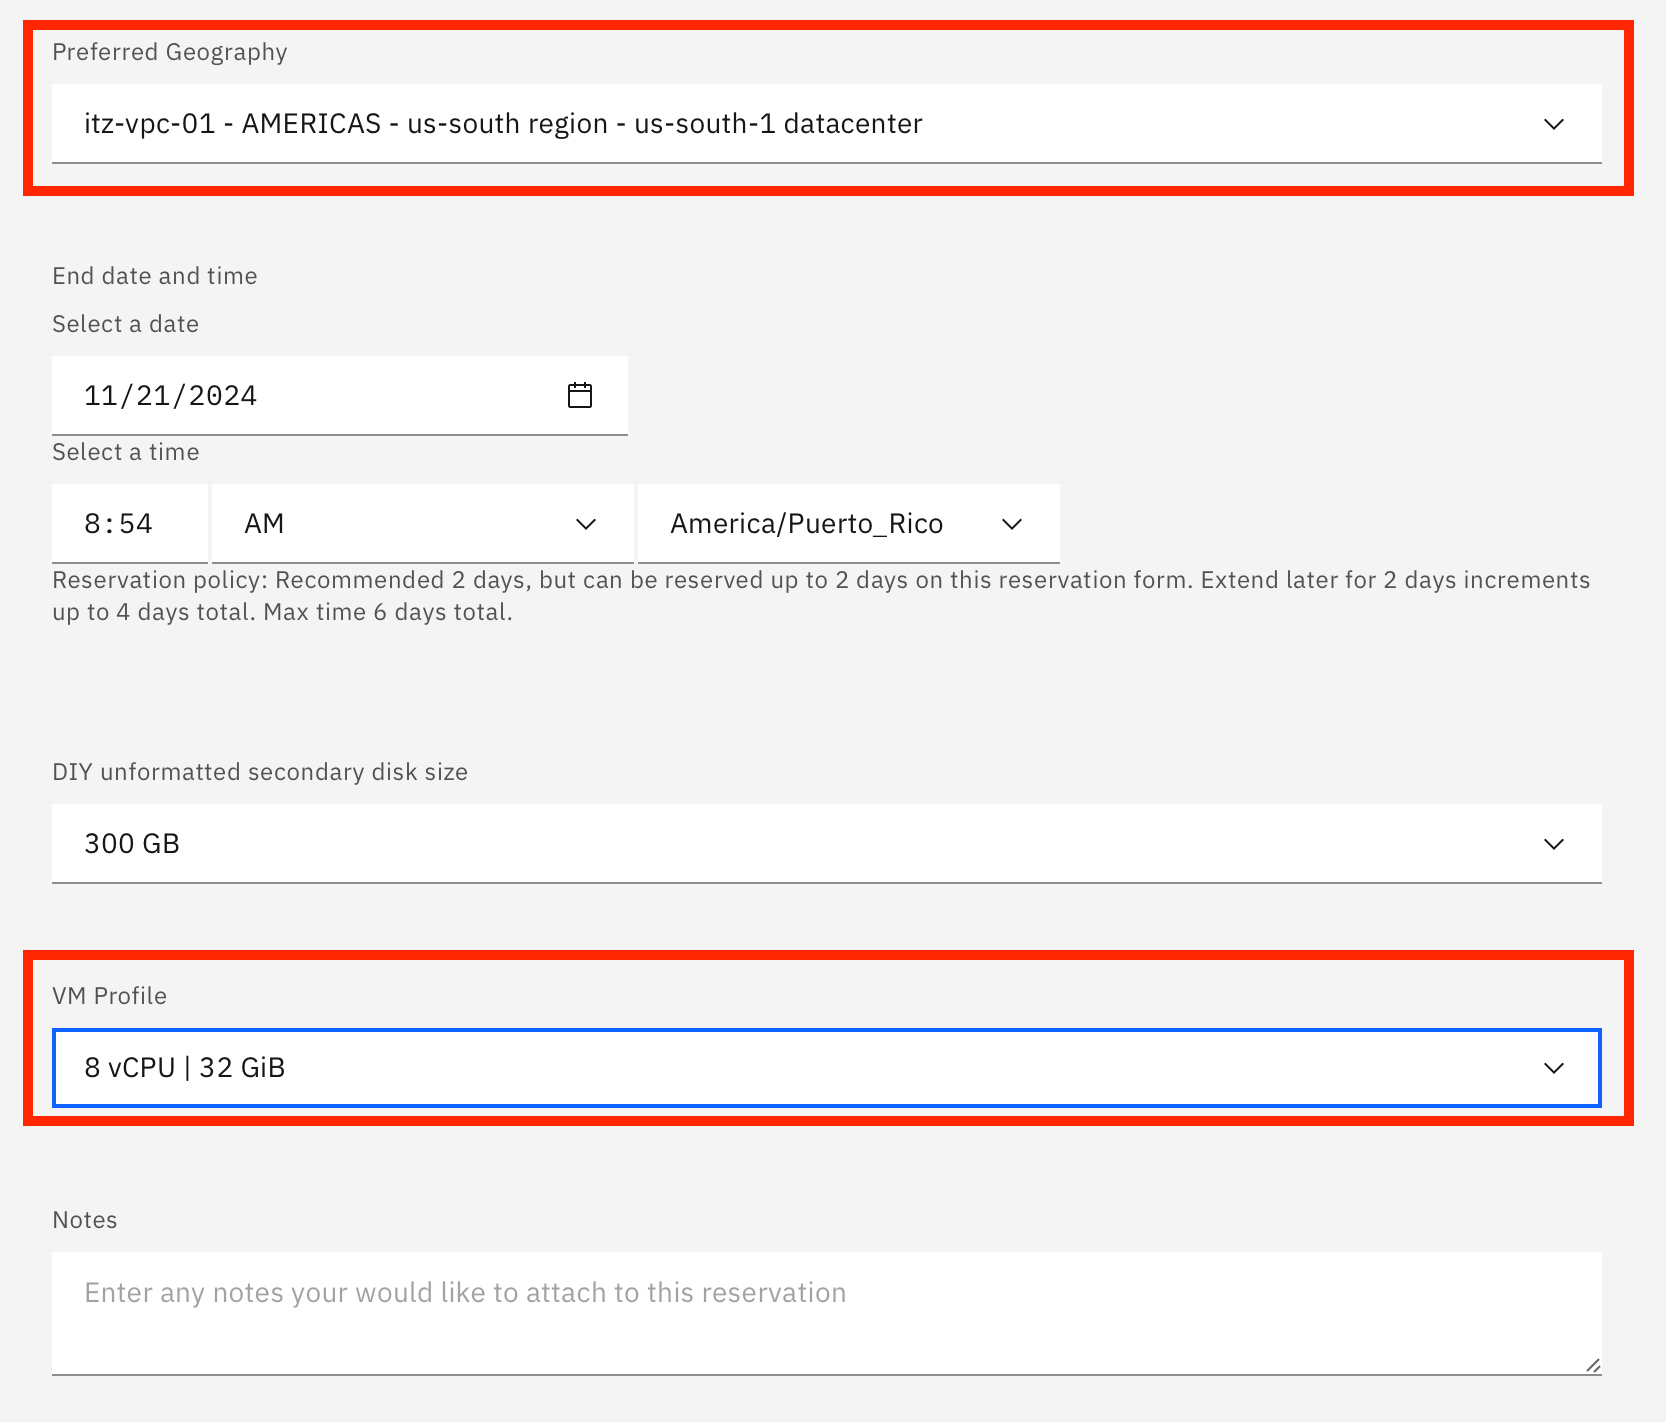 Preferred Geography
itz-vpc-01 - AMERICAS - us-south region - us-south-1 datacenter
End date and time
Select a date
11/21/2024
Select a time
8:54 AM America/Puerto_Rico
Reservation policy: Recommended 2 days, but can be reserved up to 2 days on this reservation form. Extend later for 2 days increments
up to 4 days total. Max time 6 days total.
DIY unformatted secondary disk size
300 GB
VM Profile
8 vCPU | 32 GiB
Notes
Enter any notes your would like to attach to this reservation